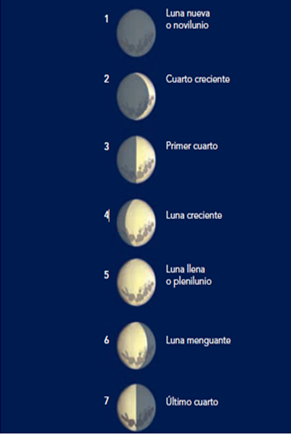 1 Luna nueva
o novilunio
2 Cuarto creciente
3 Primer cuarto
4 Luna creciente
5 Luna llena
o plenilunio
6 Luna menguante
7 Último cuarto